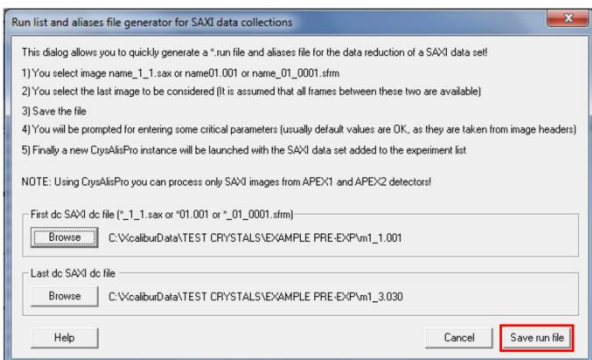 Run list and aliases file generator for SAXI data collections
This dialog allows you to quickly generate a *.run file and aliases file for the data reduction of a SAXI data set!
1) You select image name_1_1.sax or name01.001 or name_01_0001.sfrm
2) You select the last image to be considered (It is assumed that all frames between these two are available)
3) Save the file
4) You will be prompted for entering some critical parameters (usually default values are OK, as they are taken from image headers)
5) Finally a new CrysAlisPro instance will be launched with the SAXI data set added to the experiment list
NOTE: Using CrysAlisPro you can process only SAXI images from APEX1 and APEX2 detectors!
First dc SAXI dc file (*_1_1.sax or *01.001 or *_01_0001.sfrm)
Browse C:\XcaliburData\TEST CRYSTALS\EXAMPLE PRE-EXP\m1_1.001
Last dc SAXI dc file
Browse C:\XcaliburData\TEST CRYSTALS\EXAMPLE PRE-EXP\m1_3.030
Help Cancel Save run file